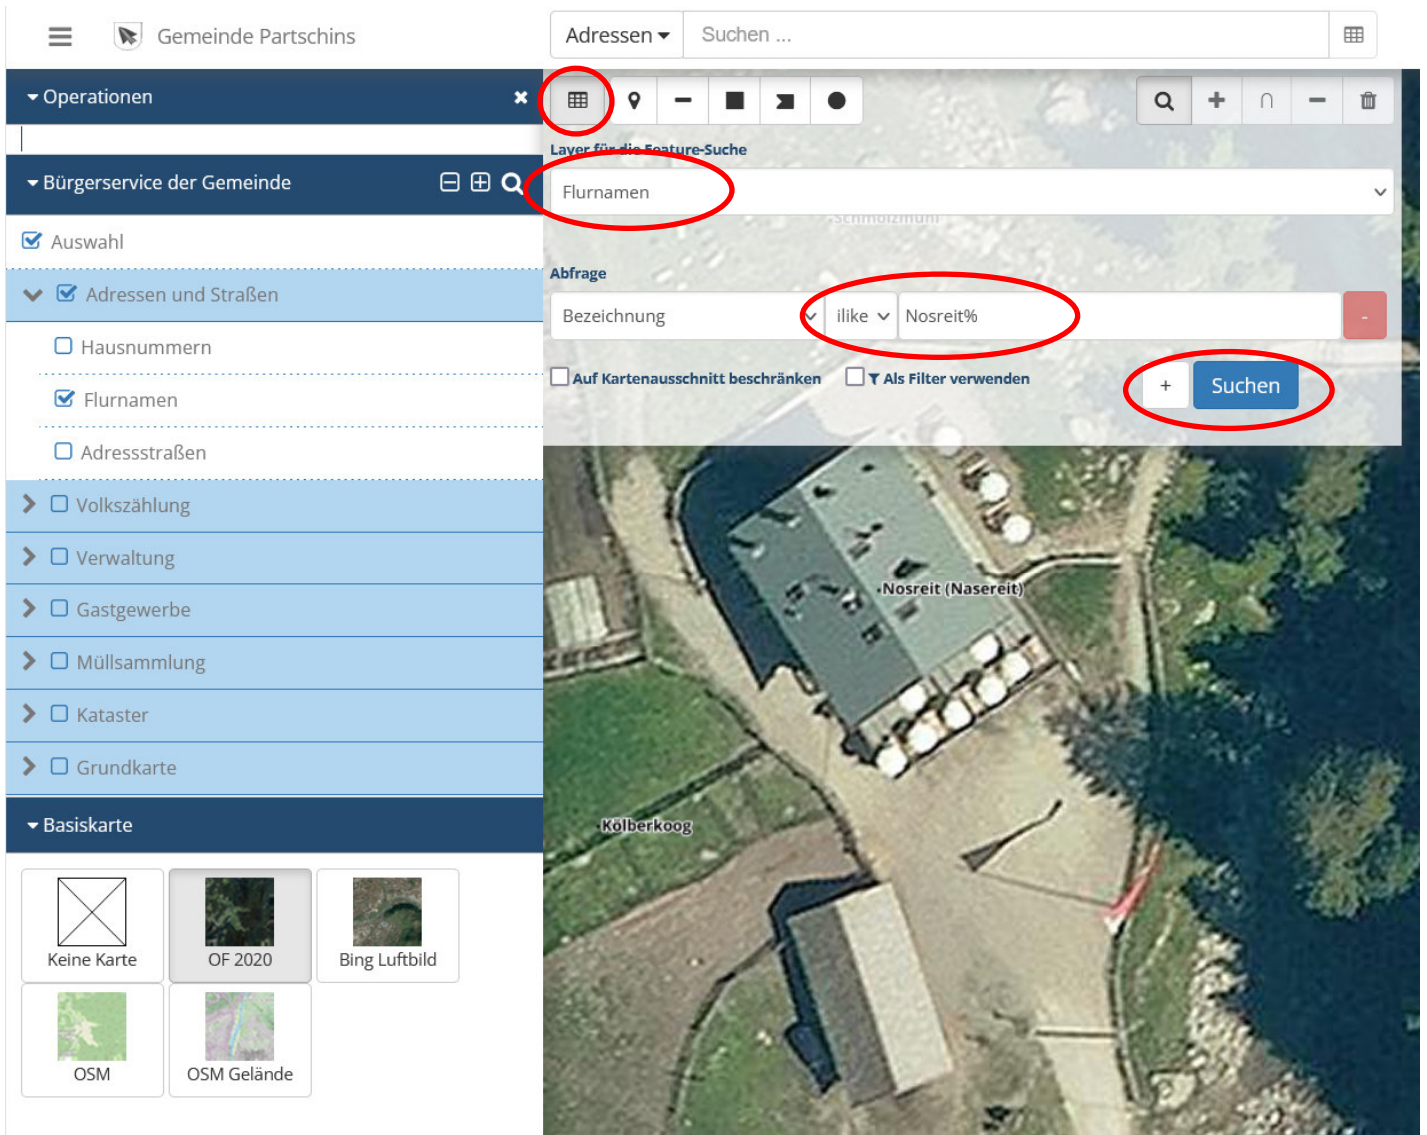 Gemeinde Partschins
Adressen
Suchen ...
Operationen
Layer für die Feature-Suche
Bürgerservice der Gemeinde
Flurnamen
Schmolzmühl
Auswahl
Abfrage
Adressen und Straßen
Bezeichnung
ilike
Nosreit%
-
Hausnummern
Auf Kartenausschnitt beschränken
Als Filter verwenden
+
Suchen
Flurnamen
Adressstraßen
Volkszählung
Verwaltung
Nosreit (Nasereit)
Gastgewerbe
Müllsammlung
Kataster
Grundkarte
Basiskarte
Kölberkoog
Keine Karte
OF 2020
Bing Luftbild
OSM
OSM Gelände